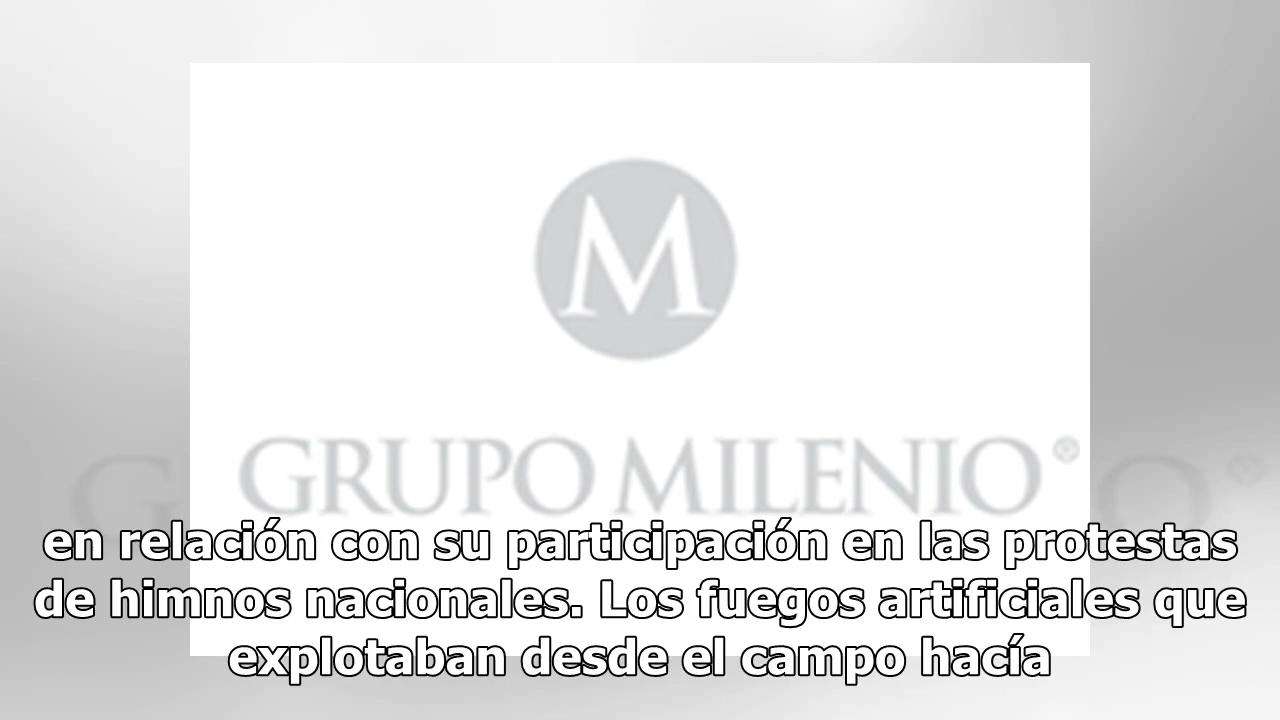 M
GRUPO MILENIO®
en relación con su participación en las protestas
de himnos nacionales. Los fuegos artificiales que
explotaban desde el campo hacía